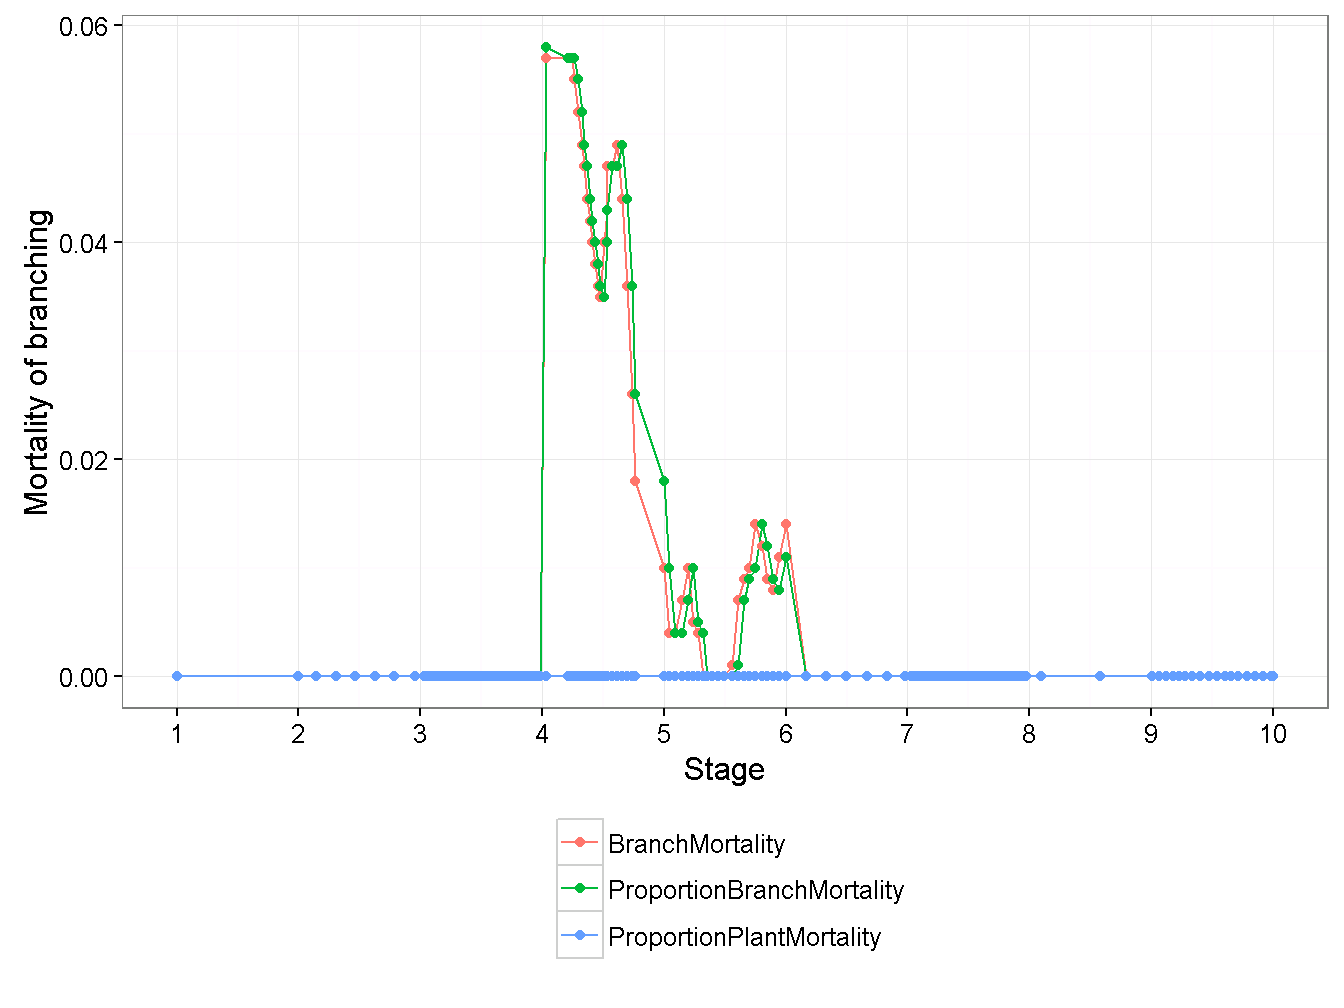 Mortality of branching
0.06
0.04
0.02
0.00
1 2 3 4 5 6 7 8 9 10
Stage
BranchMortality
ProportionBranchMortality
ProportionPlantMortality